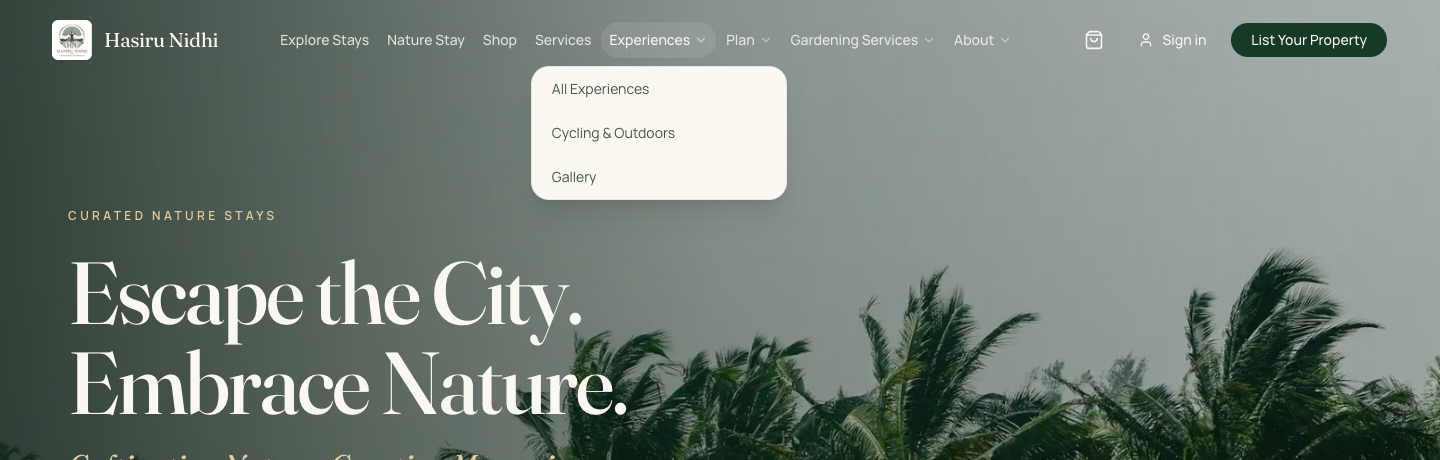 Hasiru Nidhi
Explore Stays
Nature Stay
Shop
Services
Experiences
Plan
Gardening Services
About
Sign in
List Your Property
All Experiences
Cycling & Outdoors
Gallery
CURATED NATURE STAYS
Escape the City.
Embrace Nature.